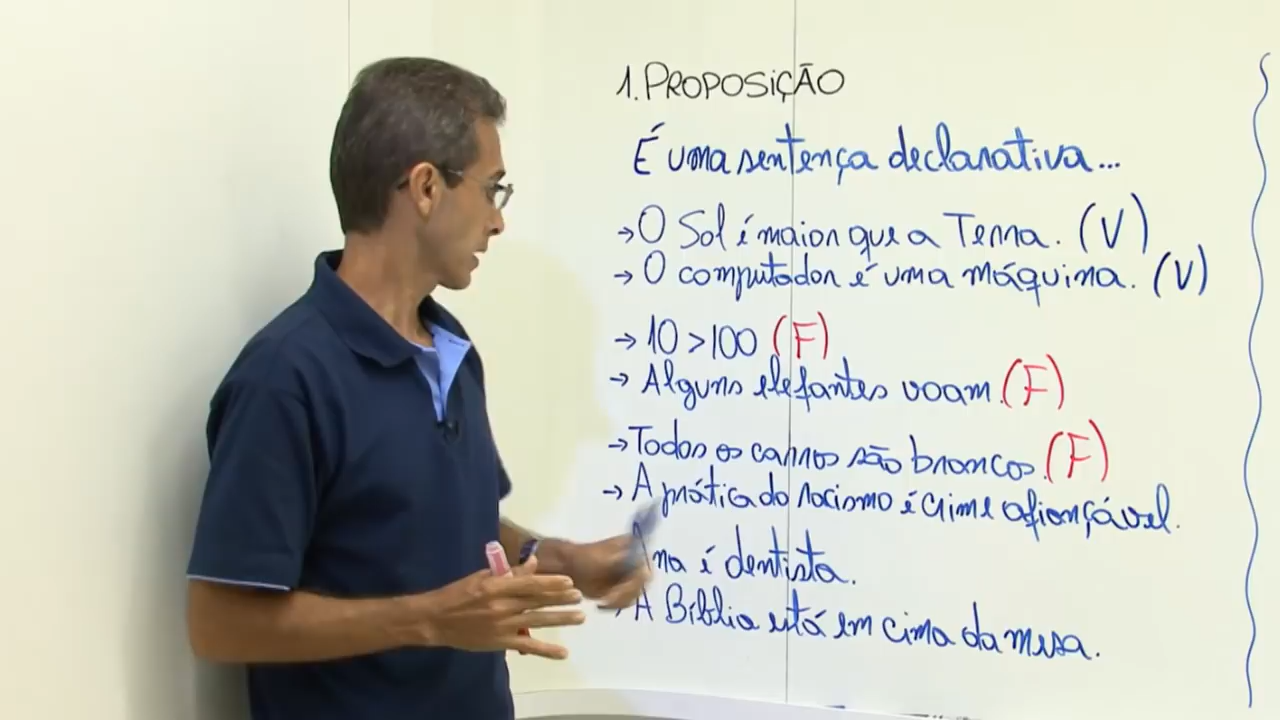 1. PROPOSIÇÃO
É uma sentença declarativa...
→ O Sol é maior que a Terra. (V)
→ O computador é uma máquina. (V)
→ 10 > 100 (F)
→ Alguns elefantes voam. (F)
→ Todos os carros são brancos. (F)
→ A prática do racismo é crime afiançável.
Ana é dentista.
→ A Bíblia está em cima da mesa.